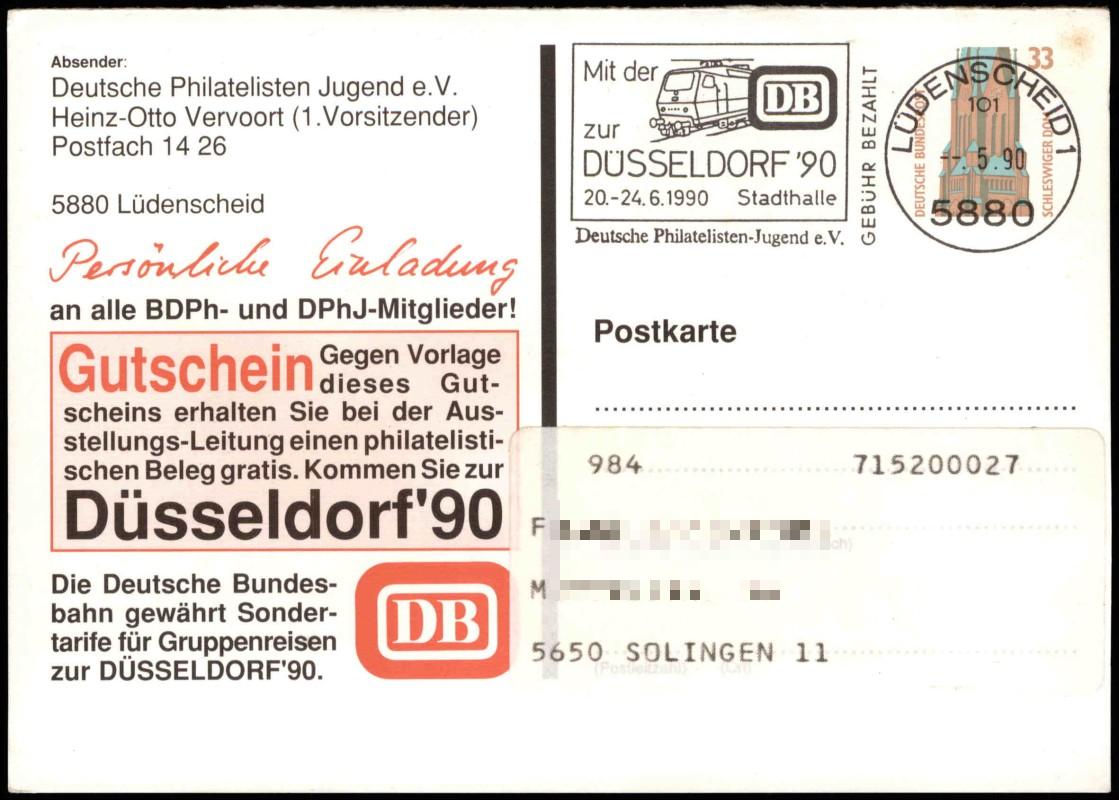 Absender:
Deutsche Philatelisten Jugend e.V.
Heinz-Otto Vervoort (1.Vorsitzender)
Postfach 14 26
5880 Lüdenscheid
Persönliche Einladung
an alle BDPh- und DPhJ-Mitglieder!
Gutschein Gegen Vorlage
dieses Gut-
scheins erhalten Sie bei der Aus-
stellungs-Leitung einen philatelisti-
schen Beleg gratis. Kommen Sie zur
Düsseldorf'90
Die Deutsche Bundes-
bahn gewährt Sonder-
tarife für Gruppenreisen
zur DÜSSELDORF'90.
DB
Mit der
DB
zur
DÜSSELDORF '90
20.-24.6.1990 Stadthalle
Deutsche Philatelisten-Jugend e.V.
GEBÜHR BEZAHLT
33
DEUTSCHE BUNDESPOST
SCHLESWIGER DOM
LÜDENSCHEID 1
101
--.5.90
5880
Postkarte
984 715200027
F
M
5650 SOLINGEN 11
(Postleitzahl) (Ort)